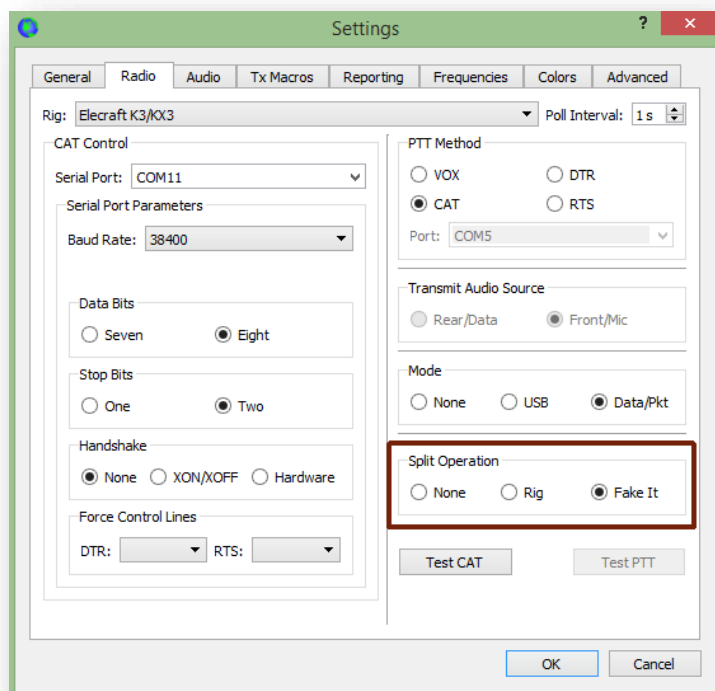 Settings
?
General Radio Audio Tx Macros Reporting Frequencies Colors Advanced
Rig: Elecraft K3/KX3 Poll Interval: 1 s
CAT Control
Serial Port: COM11
Serial Port Parameters
Baud Rate: 38400
Data Bits
Seven Eight
Stop Bits
One Two
Handshake
None XON/XOFF Hardware
Force Control Lines
DTR: RTS:
PTT Method
VOX DTR
CAT RTS
Port: COM5
Transmit Audio Source
Rear/Data Front/Mic
Mode
None USB Data/Pkt
Split Operation
None Rig Fake It
Test CAT Test PTT
OK Cancel